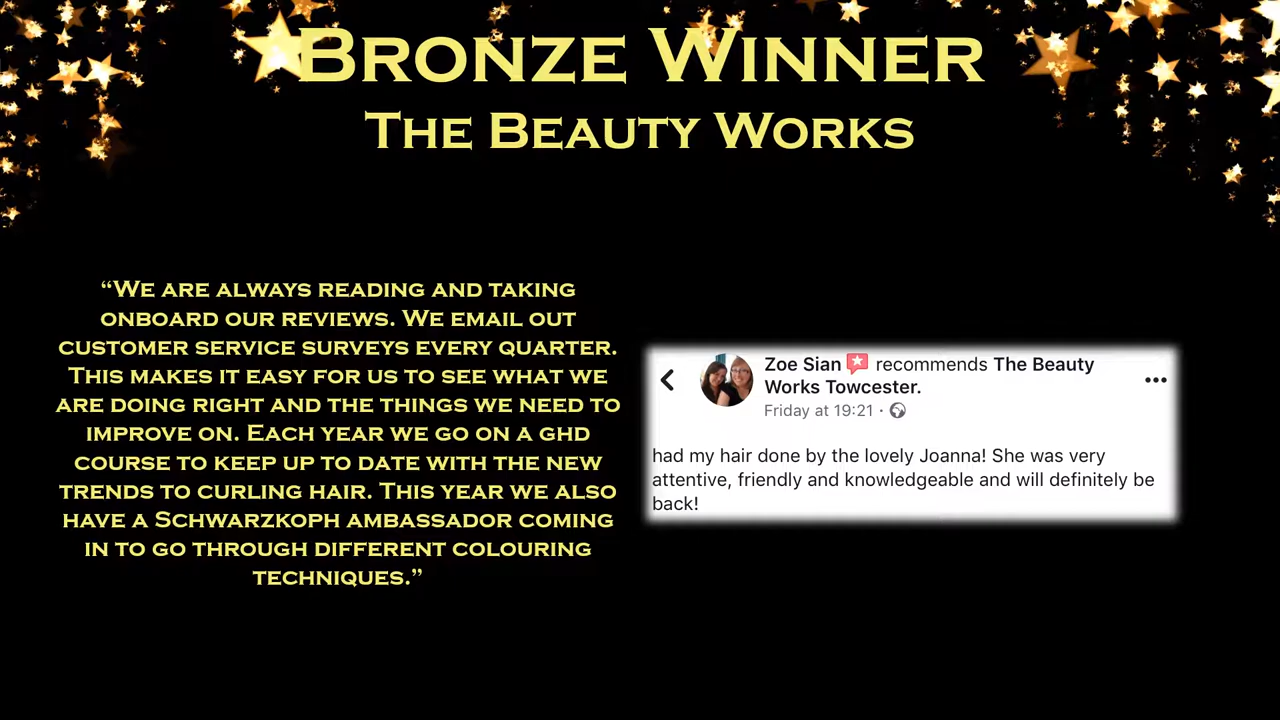 BRONZE WINNER
THE BEAUTY WORKS
“WE ARE ALWAYS READING AND TAKING
ONBOARD OUR REVIEWS. WE EMAIL OUT
CUSTOMER SERVICE SURVEYS EVERY QUARTER.
THIS MAKES IT EASY FOR US TO SEE WHAT WE
ARE DOING RIGHT AND THE THINGS WE NEED TO
IMPROVE ON. EACH YEAR WE GO ON A GHD
COURSE TO KEEP UP TO DATE WITH THE NEW
TRENDS TO CURLING HAIR. THIS YEAR WE ALSO
HAVE A SCHWARZKOPH AMBASSADOR COMING
IN TO GO THROUGH DIFFERENT COLOURING
TECHNIQUES.”
Zoe Sian recommends The Beauty
Works Towcester.
Friday at 19:21 ·
had my hair done by the lovely Joanna! She was very
attentive, friendly and knowledgeable and will definitely be
back!